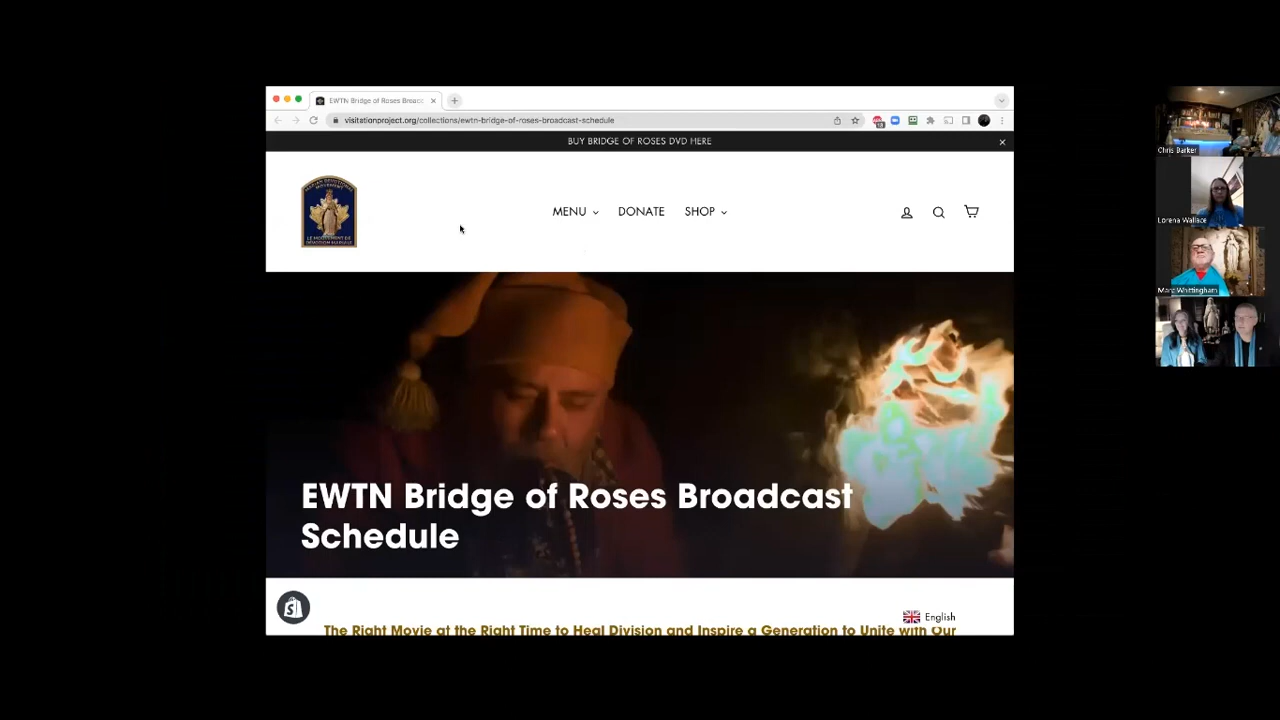 EWTN Bridge of Roses Broadc
visitationproject.org/collections/ewtn-bridge-of-roses-broadcast-schedule
BUY BRIDGE OF ROSES DVD HERE
MENU
DONATE
SHOP
EWTN Bridge of Roses Broadcast
Schedule
English
The Right Movie at the Right Time to Heal Division and Inspire a Generation to Unite with Our
Chris Barker
Lorena Wallace
Marc Whittingham